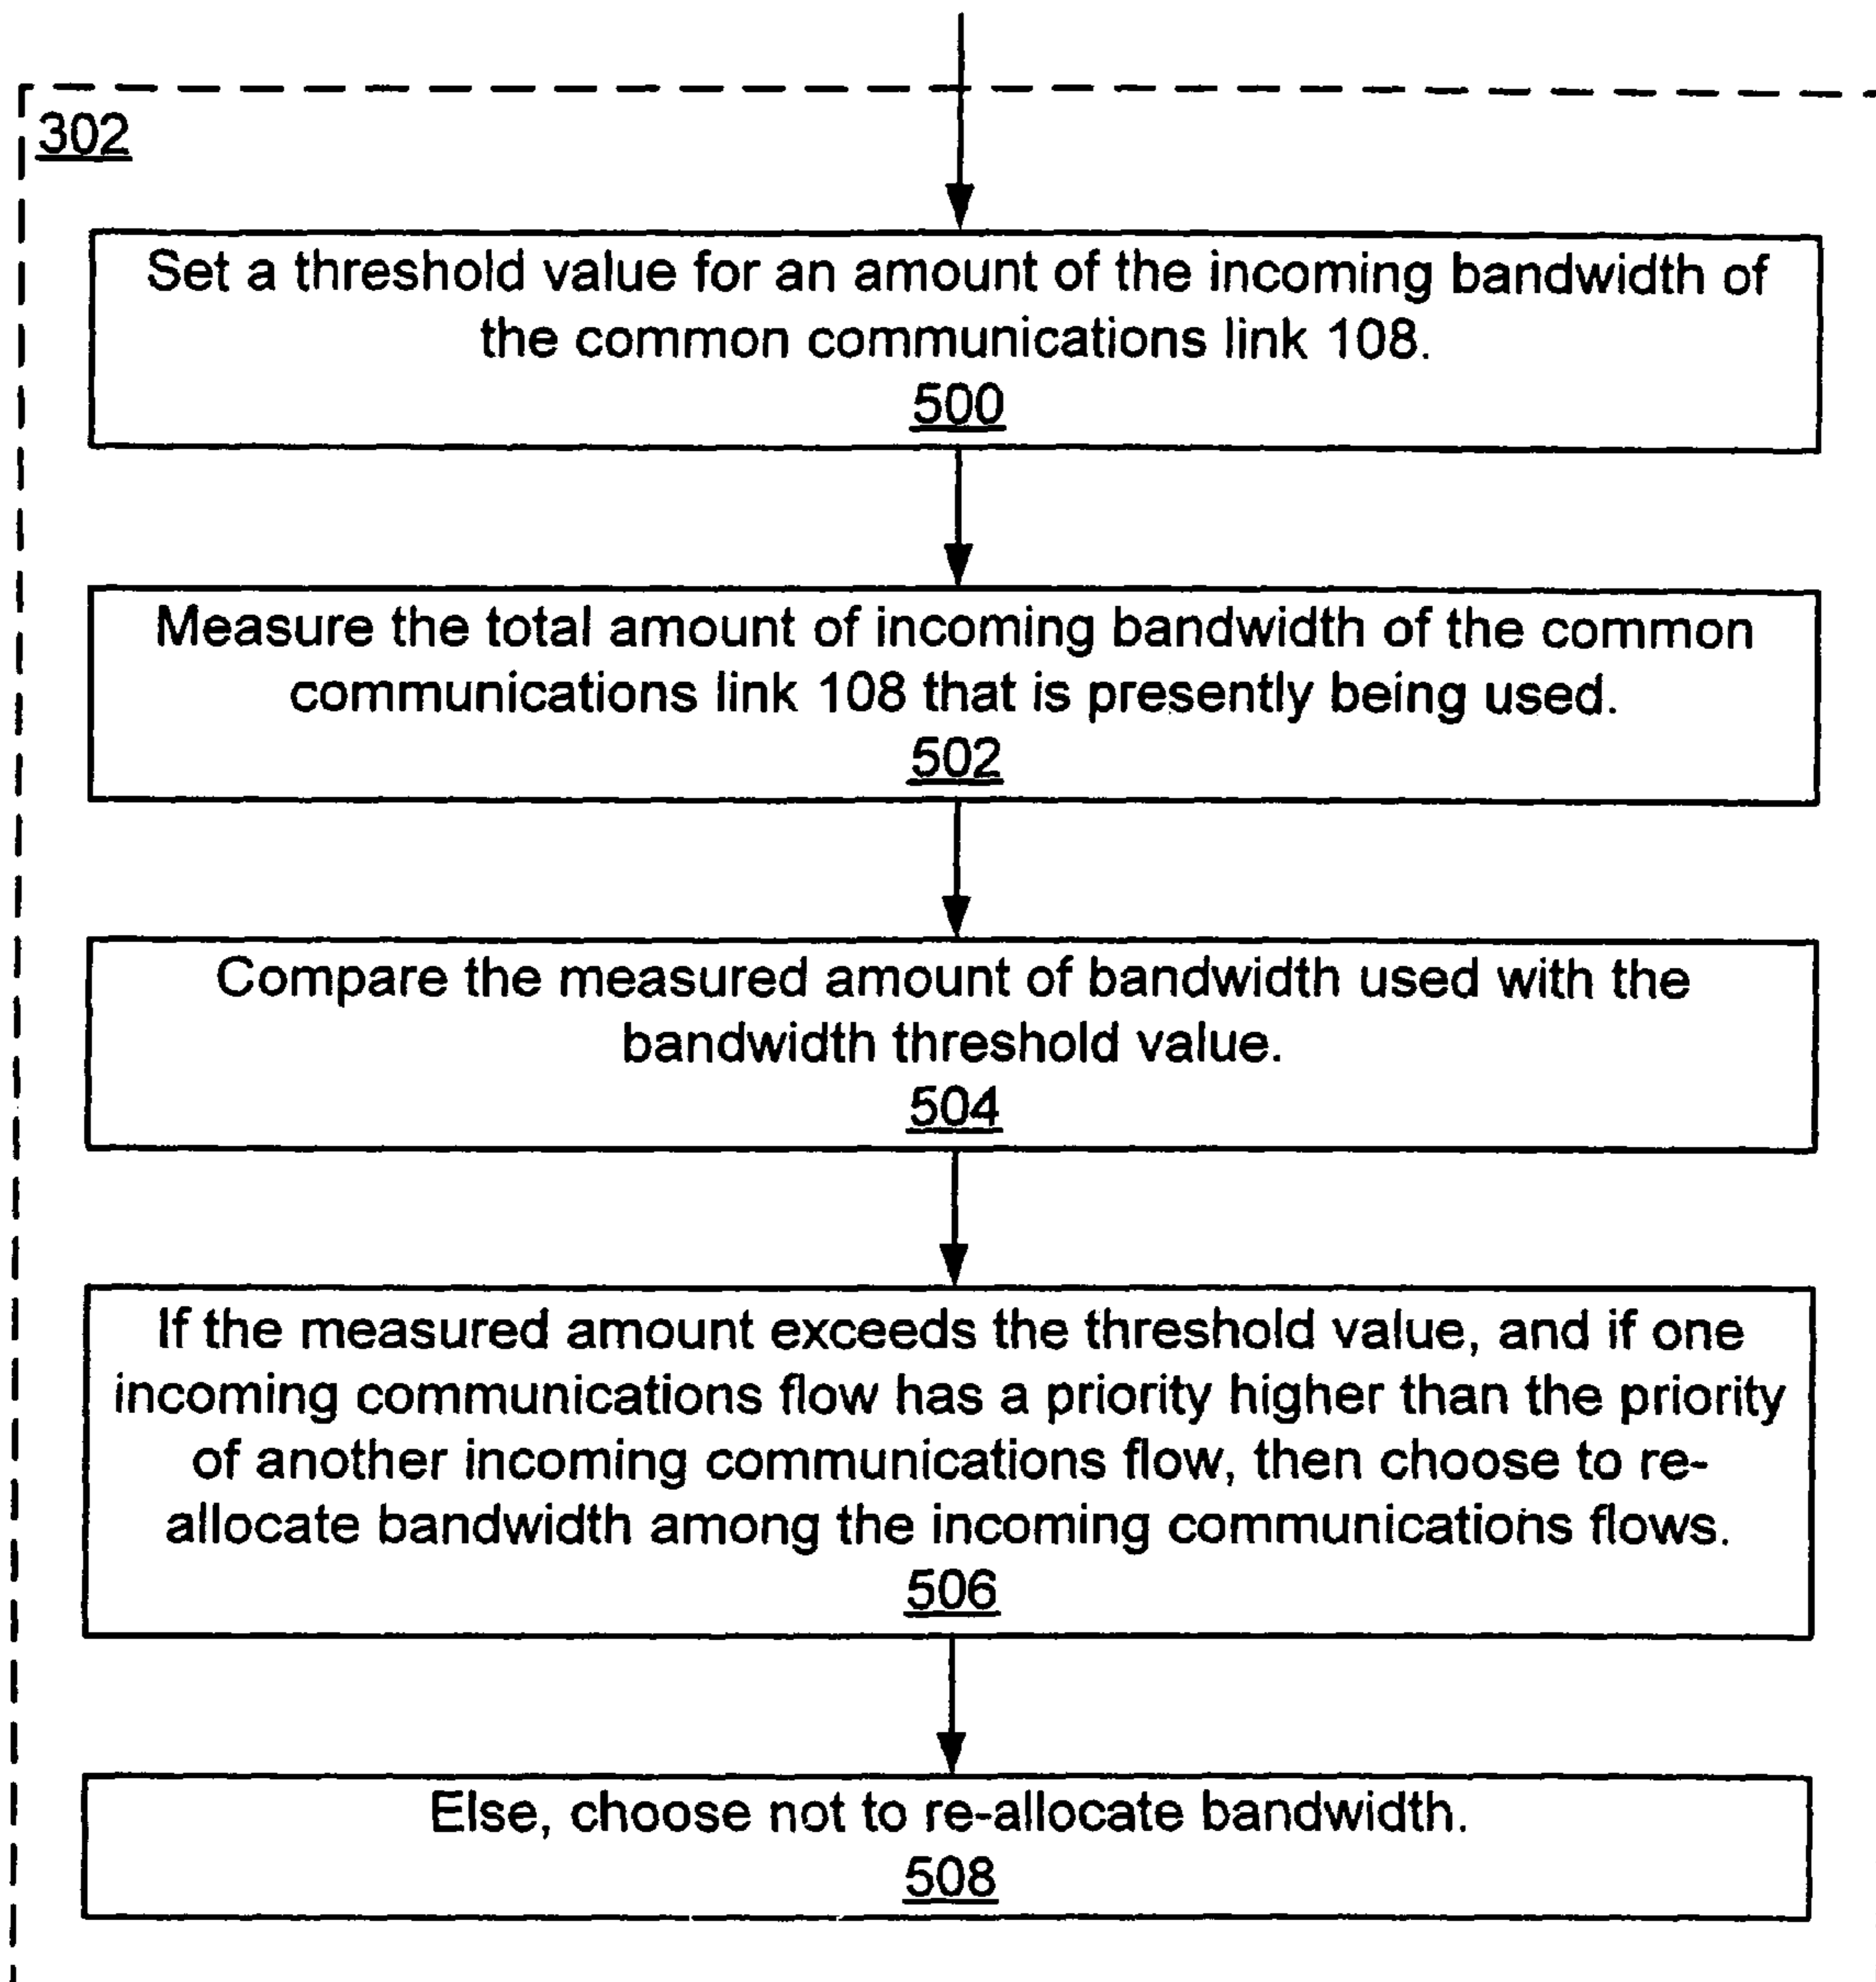 302
Set a threshold value for an amount of the incoming bandwidth of
the common communications link 108.
500
Measure the total amount of incoming bandwidth of the common
communications link 108 that is presently being used.
502
Compare the measured amount of bandwidth used with the
bandwidth threshold value.
504
If the measured amount exceeds the threshold value, and if one
incoming communications flow has a priority higher than the priority
of another incoming communications flow, then choose to re-
allocate bandwidth among the incoming communications flows.
506
Else, choose not to re-allocate bandwidth.
508